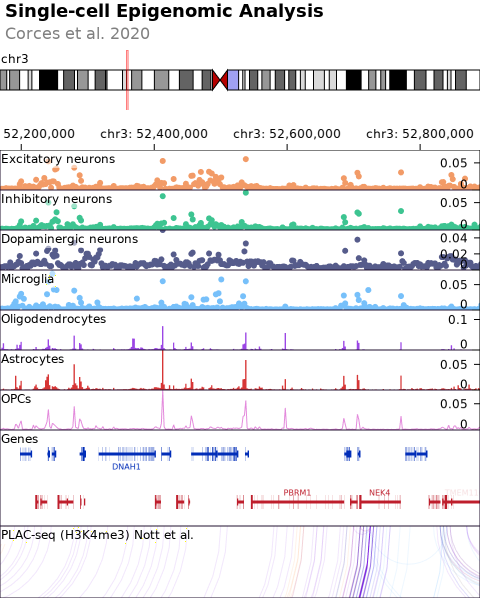 Single-cell Epigenomic Analysis
Corces et al. 2020
chr3
52,200,000 chr3: 52,400,000 chr3: 52,600,000 chr3: 52,800,000
Excitatory neurons 0.05
0
Inhibitory neurons 0.05
0
Dopaminergic neurons 0.04
0.02
0
Microglia 0.05
0
Oligodendrocytes 0.1
0
Astrocytes 0.05
0
OPCs 0.05
0
Genes
DNAH1
PBRM1 NEK4
PLAC-seq (H3K4me3) Nott et al.